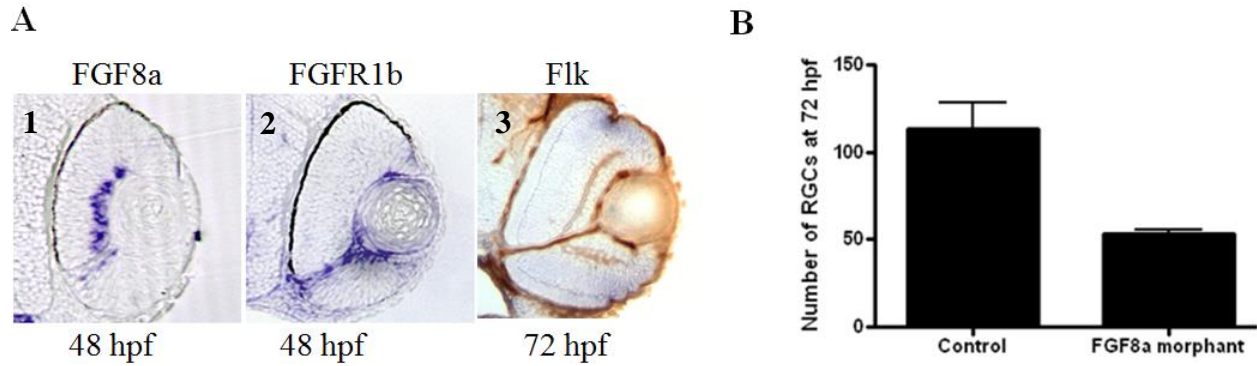 A
FGF8a
FGFR1b
Flk
1
2
3
48 hpf
48 hpf
72 hpf
B
Number of RGCs at 72 hpf
150
100
50
0
Control
FGF8a morphant